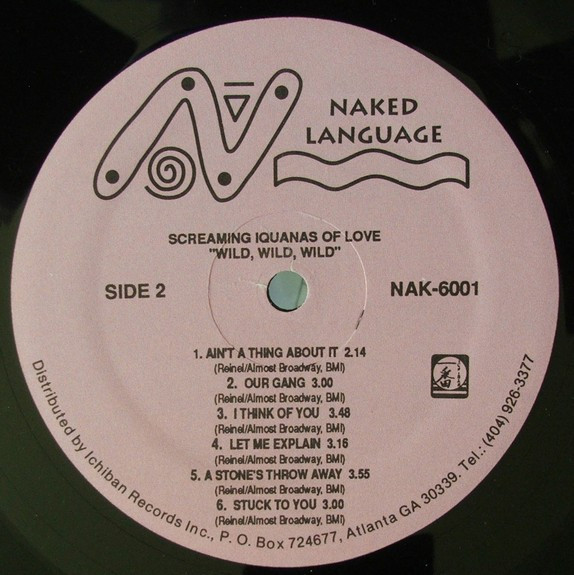 NAKED
LANGUAGE
SCREAMING IQUANAS OF LOVE
"WILD, WILD, WILD"
SIDE 2
NAK-6001
1. AIN'T A THING ABOUT IT 2.14
(Reinel/Almost Broadway, BMI)
2. OUR GANG 3.00
(Reinel/Almost Broadway, BMI)
3. I THINK OF YOU 3.48
(Reinel/Almost Broadway, BMI)
4. LET ME EXPLAIN 3.16
(Reinel/Almost Broadway, BMI)
5. A STONE'S THROW AWAY 3.55
(Reinel/Almost Broadway, BMI)
6. STUCK TO YOU 3.00
(Reinel/Almost Broadway, BMI)
Distributed by Ichiban Records Inc., P. O. Box 724677, Atlanta GA 30339. Tel.: (404) 926-3377